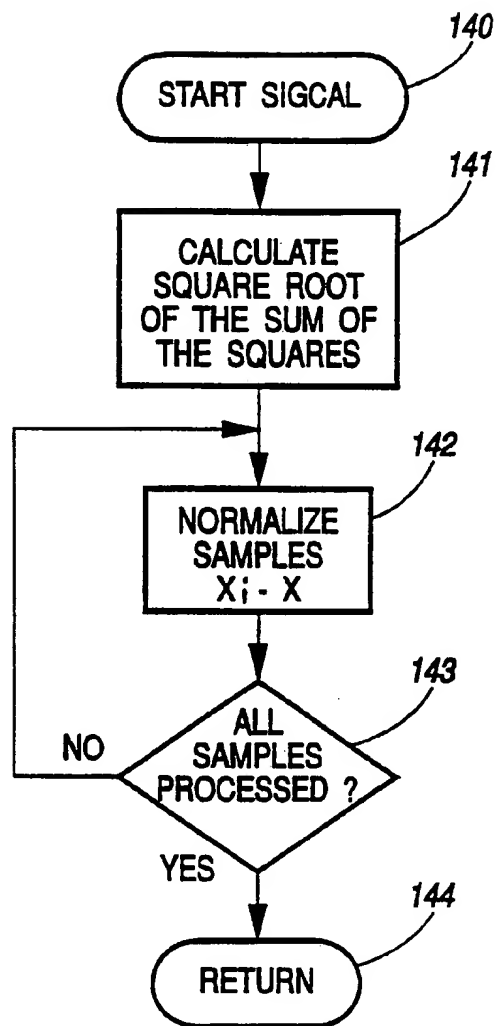 140
START SIGCAL
141
CALCULATE
SQUARE ROOT
OF THE SUM OF
THE SQUARES
142
NORMALIZE
SAMPLES
Xi - X
143
ALL
SAMPLES
PROCESSED ?
NO
YES
144
RETURN